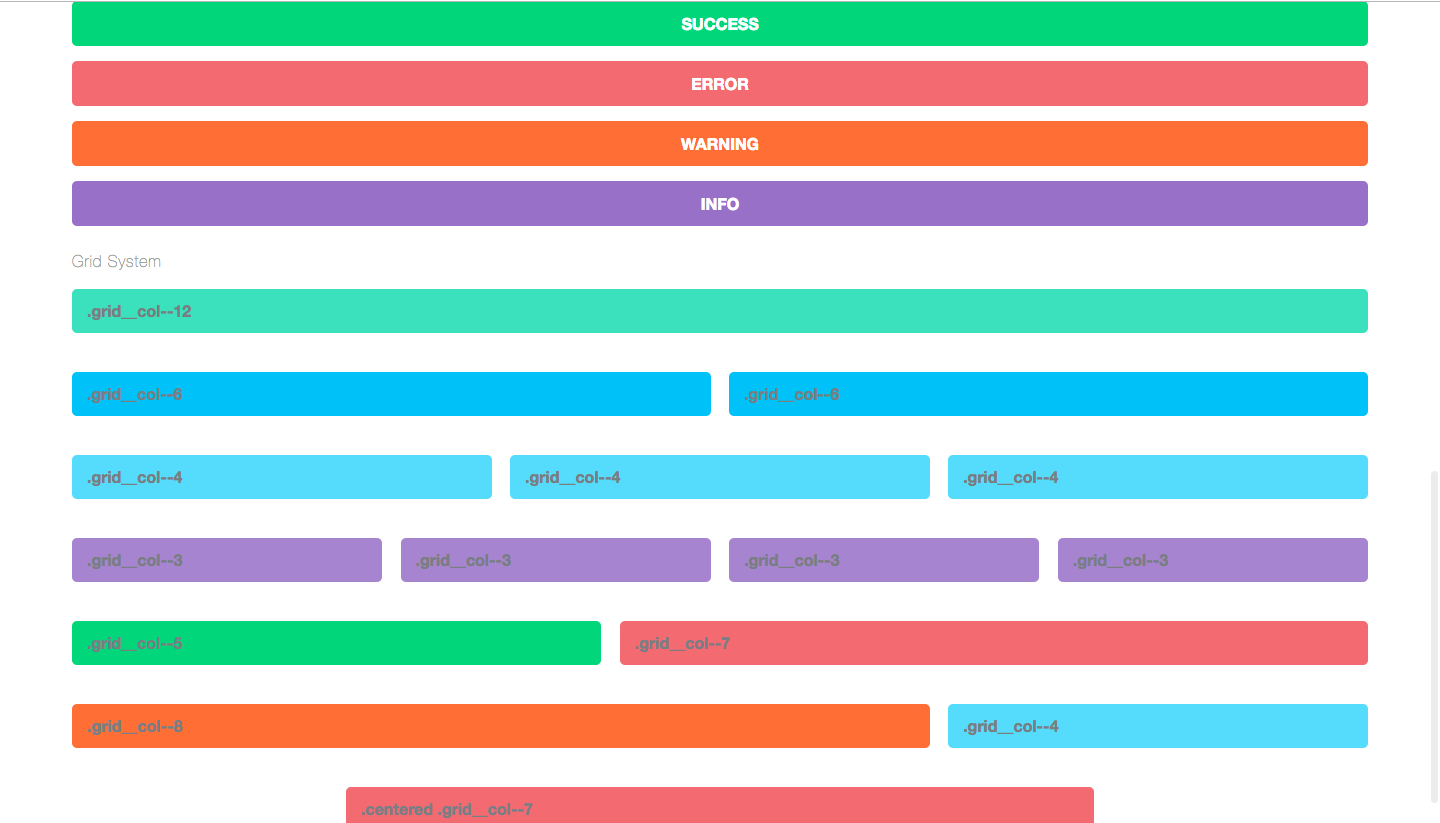 SUCCESS
ERROR
WARNING
INFO
Grid System
.grid__col--12
.grid__col--6 .grid__col--6
.grid__col--4 .grid__col--4 .grid__col--4
.grid__col--3 .grid__col--3 .grid__col--3 .grid__col--3
.grid__col--5 .grid__col--7
.grid__col--8 .grid__col--4
.centered .grid__col--7